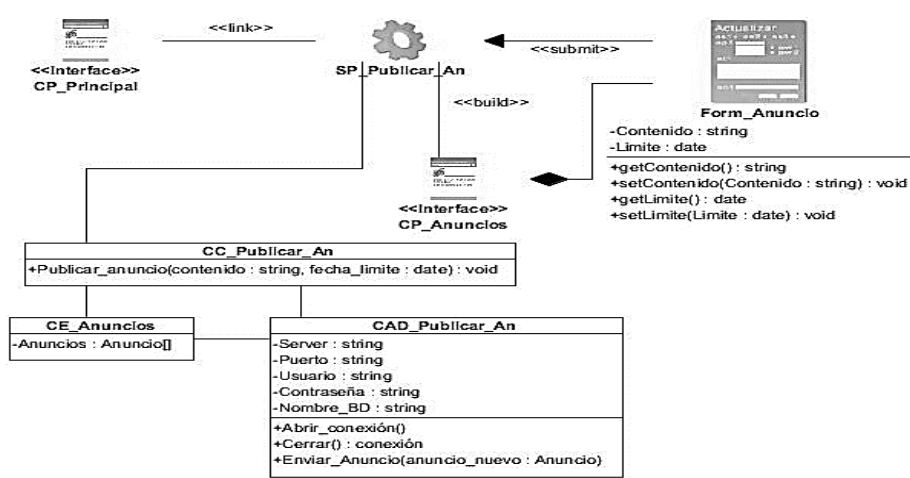 <<link>>
<<submit>>
<<Interface>>
CP_Principal
SP_Publicar_An
<<build>>
Actualizar
Form_Anuncio
-Contenido : string
-Limite : date
+getContenido() : string
+setContenido(Contenido : string) : void
+getLimite() : date
+setLimite(Limite : date) : void
<<Interface>>
CP_Anuncios
CC_Publicar_An
+Publicar_anuncio(contenido : string, fecha_limite : date) : void
CE_Anuncios
-Anuncios : Anuncio[]
CAD_Publicar_An
-Server : string
-Puerto : string
-Usuario : string
-Contraseña : string
-Nombre_BD : string
+Abrir_conexión()
+Cerrar() : conexión
+Enviar_Anuncio(anuncio_nuevo : Anuncio)